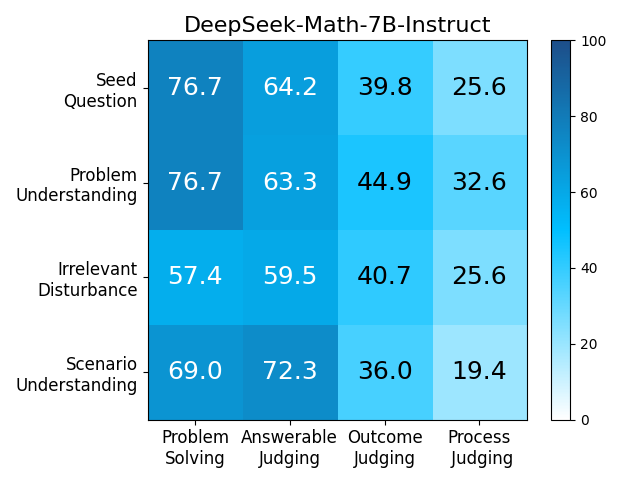 DeepSeek-Math-7B-Instruct
Seed
Question
76.7 64.2 39.8 25.6
Problem
Understanding
76.7 63.3 44.9 32.6
Irrelevant
Disturbance
57.4 59.5 40.7 25.6
Scenario
Understanding
69.0 72.3 36.0 19.4
Problem
Solving
Answerable
Judging
Outcome
Judging
Process
Judging
100
80
60
40
20
0